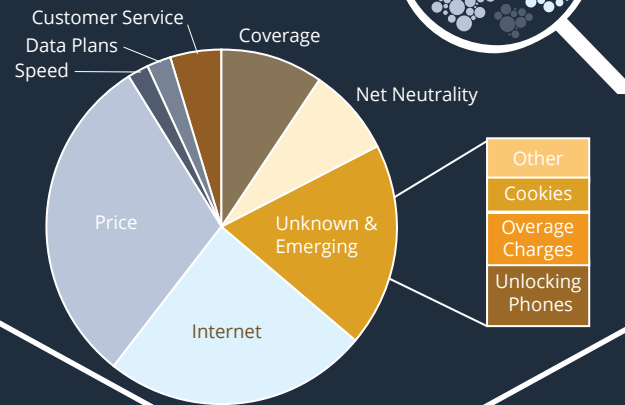 Customer Service
Data Plans
Speed
Coverage
Net Neutrality
Price
Unknown &
Emerging
Internet
Other
Cookies
Overage
Charges
Unlocking
Phones